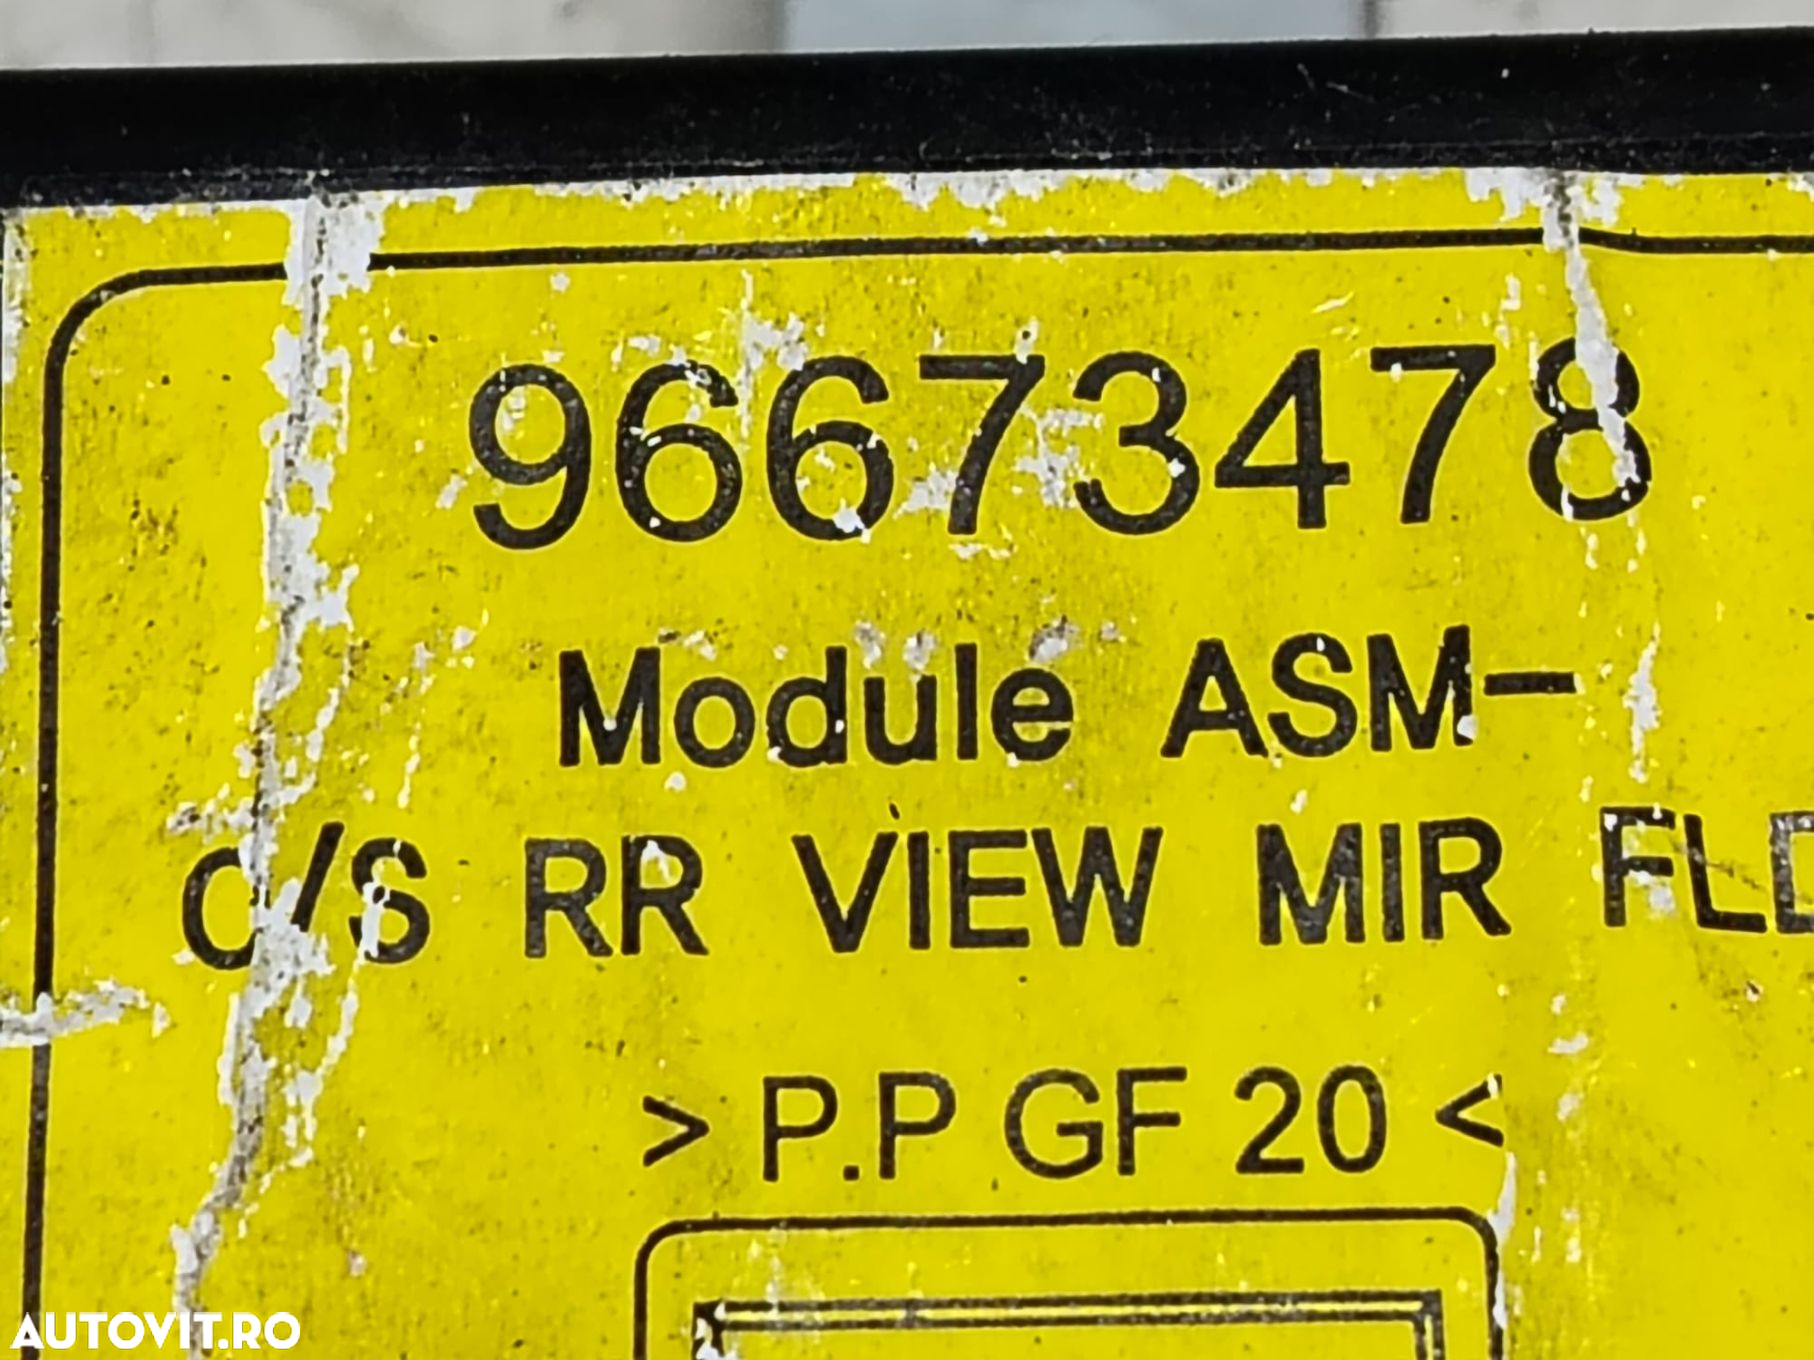 96673478
Module ASM-
O/S RR VIEW MIR FLD
> P.P GF 20 <
AUTOVIT.RO